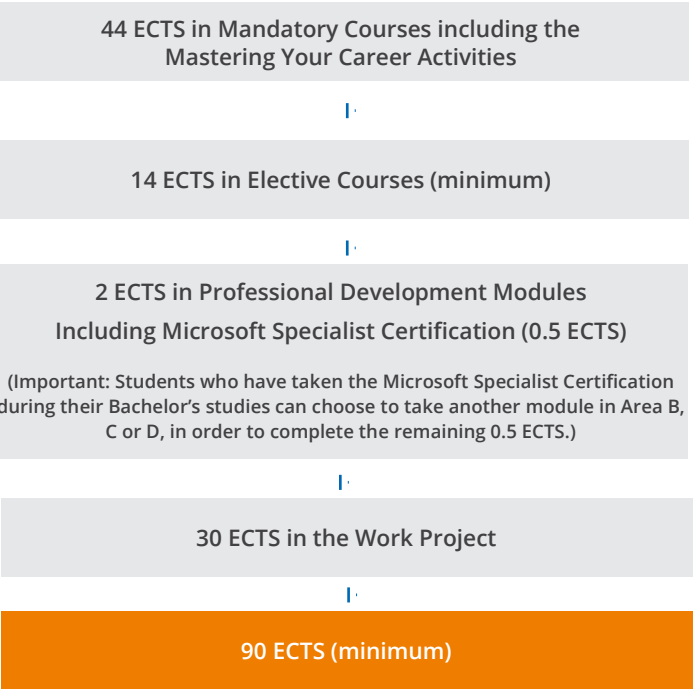 44 ECTS in Mandatory Courses including the
Mastering Your Career Activities
14 ECTS in Elective Courses (minimum)
2 ECTS in Professional Development Modules
Including Microsoft Specialist Certification (0.5 ECTS)
(Important: Students who have taken the Microsoft Specialist Certification
during their Bachelor’s studies can choose to take another module in Area B,
C or D, in order to complete the remaining 0.5 ECTS.)
30 ECTS in the Work Project
90 ECTS (minimum)